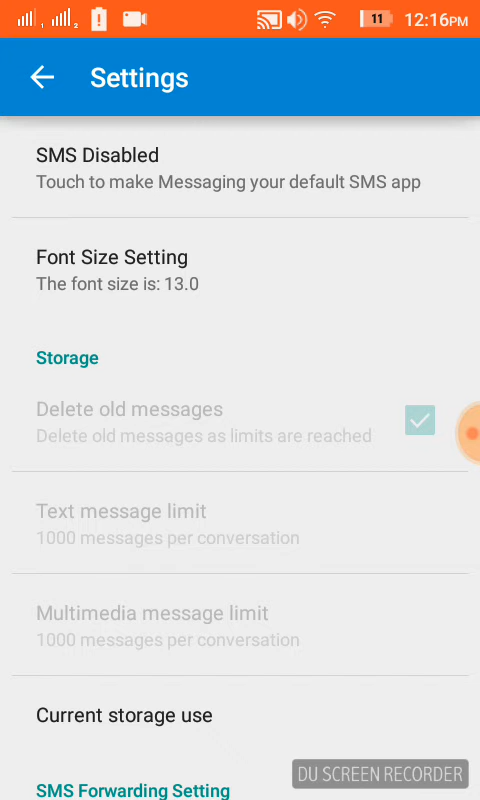 1 2 11 12:16PM
Settings
SMS Disabled
Touch to make Messaging your default SMS app
Font Size Setting
The font size is: 13.0
Storage
Delete old messages
Delete old messages as limits are reached
Text message limit
1000 messages per conversation
Multimedia message limit
1000 messages per conversation
Current storage use
DU SCREEN RECORDER
SMS Forwarding Setting